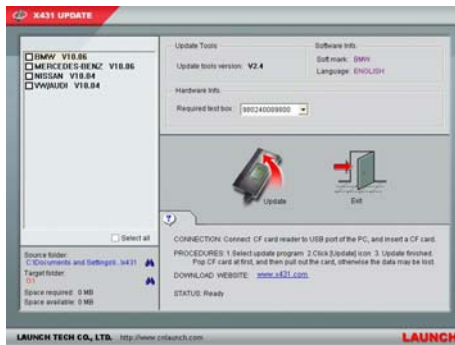 X431 UPDATE
BMW V10.06
MERCEDES-BENZ V10.06
NISSAN V10.04
VW/AUDI V10.04
Select all
Source folder:
C:\Documents and Settings\...\x431
Target folder:
Space required: 0 MB
Space available: 0 MB
Update Tools
Update tools version: V2.4
Software Info.
Soft mark: BMW
Language: ENGLISH
Hardware Info.
Required test box: 980240009800
Update
Exit
?
CONNECTION: Connect CF card reader to USB port of the PC, and insert a CF card.
PROCEDURES: 1.Select update program 2.Click [Update] icon 3. Update finished.
Pop CF card at first, and then pull out the card, otherwise the data may be lost.
DOWNLOAD WEBSITE: www.x431.com
STATUS: Ready
LAUNCH TECH CO., LTD. http://www.cnlaunch.com
LAUNCH